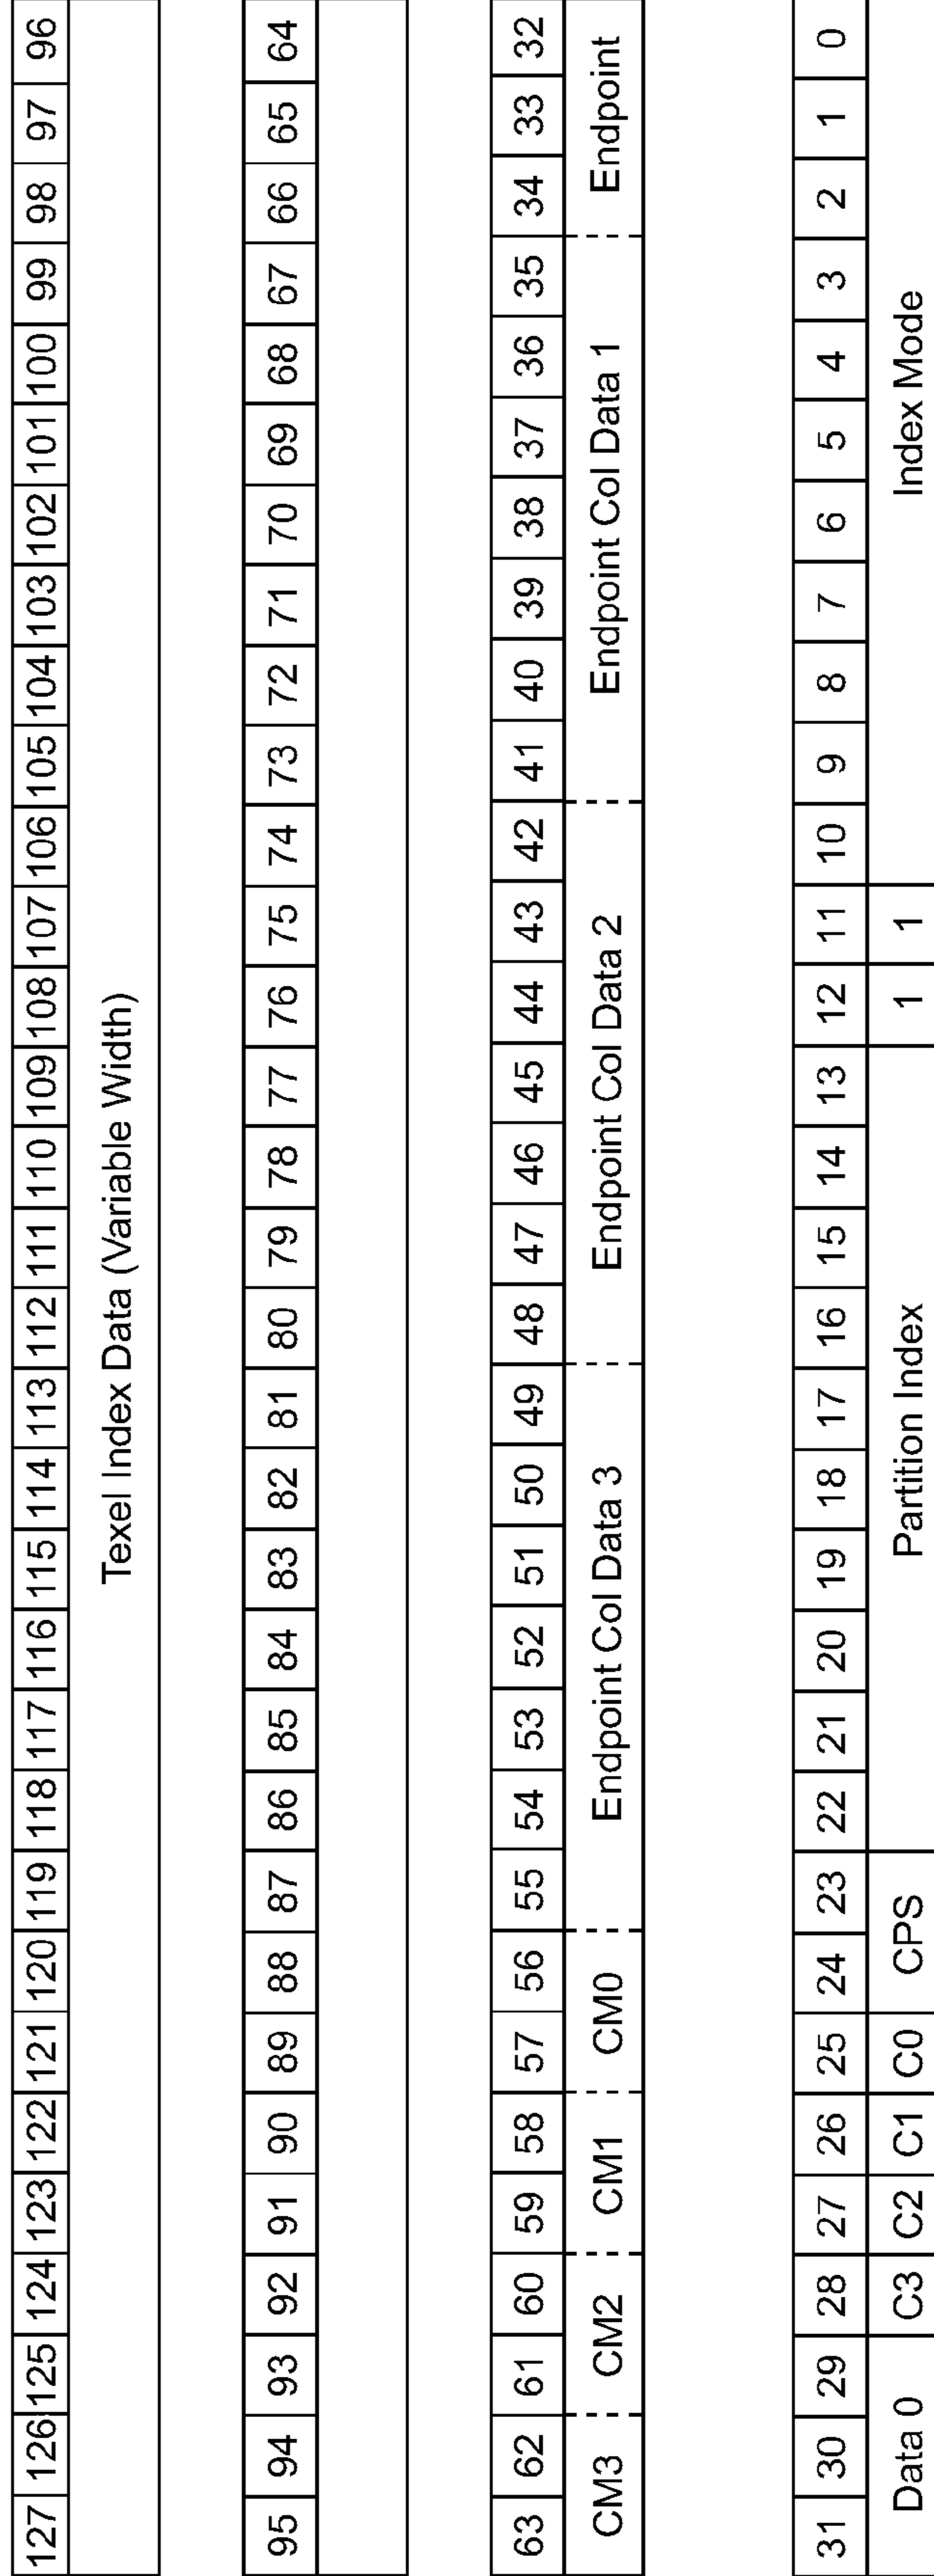 127 126 125 124 123 122 121 120 119 118 117 116 115 114 113 112 111 110 109 108 107 106 105 104 103 102 101 100 99 98 97 96
Texel Index Data (Variable Width)
95 94 93 92 91 90 89 88 87 86 85 84 83 82 81 80 79 78 77 76 75 74 73 72 71 70 69 68 67 66 65 64
63 62 61 60 59 58 57 56 55 54 53 52 51 50 49 48 47 46 45 44 43 42 41 40 39 38 37 36 35 34 33 32
CM3 CM2 CM1 CM0 Endpoint Col Data 3 Endpoint Col Data 2 Endpoint Col Data 1 Endpoint
31 30 29 28 27 26 25 24 23 22 21 20 19 18 17 16 15 14 13 12 11 10 9 8 7 6 5 4 3 2 1 0
Data 0 C3 C2 C1 C0 CPS Partition Index 1 1 Index Mode